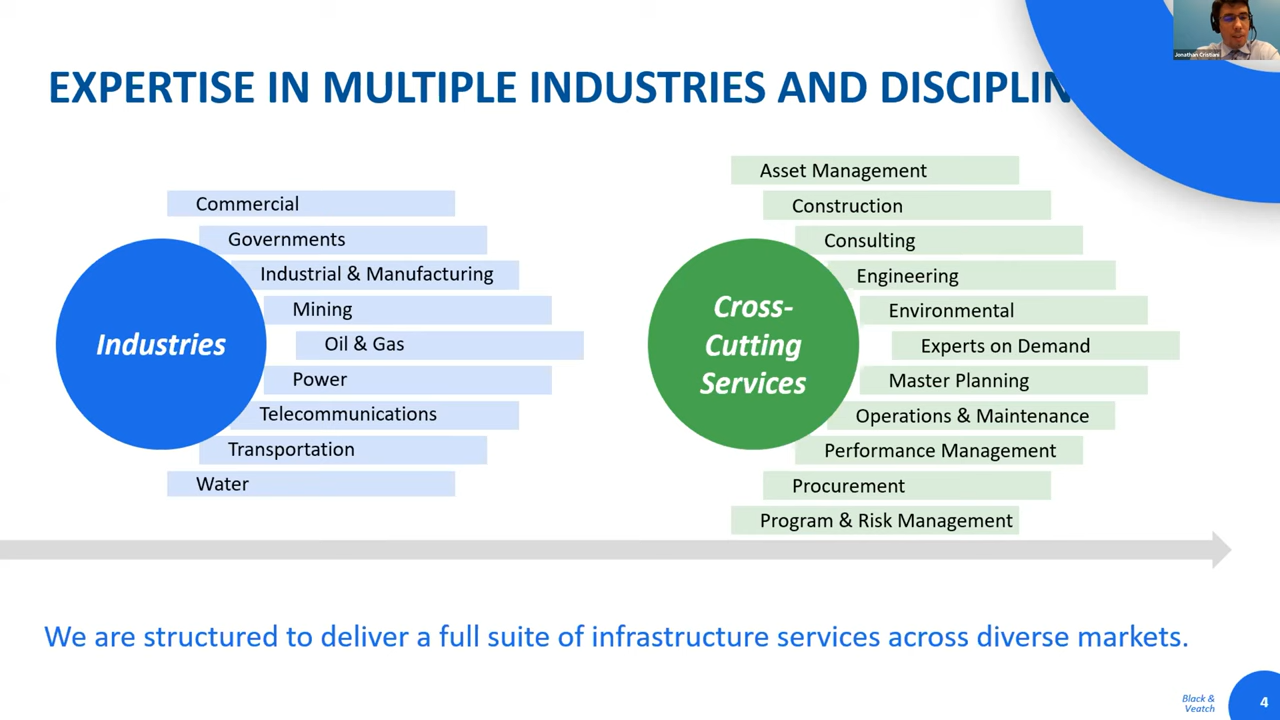 EXPERTISE IN MULTIPLE INDUSTRIES AND DISCIPLIN
Jonathan Cristiani
Industries
Commercial
Governments
Industrial & Manufacturing
Mining
Oil & Gas
Power
Telecommunications
Transportation
Water
Cross-
Cutting
Services
Asset Management
Construction
Consulting
Engineering
Environmental
Experts on Demand
Master Planning
Operations & Maintenance
Performance Management
Procurement
Program & Risk Management
We are structured to deliver a full suite of infrastructure services across diverse markets.
Black &
Veatch
4